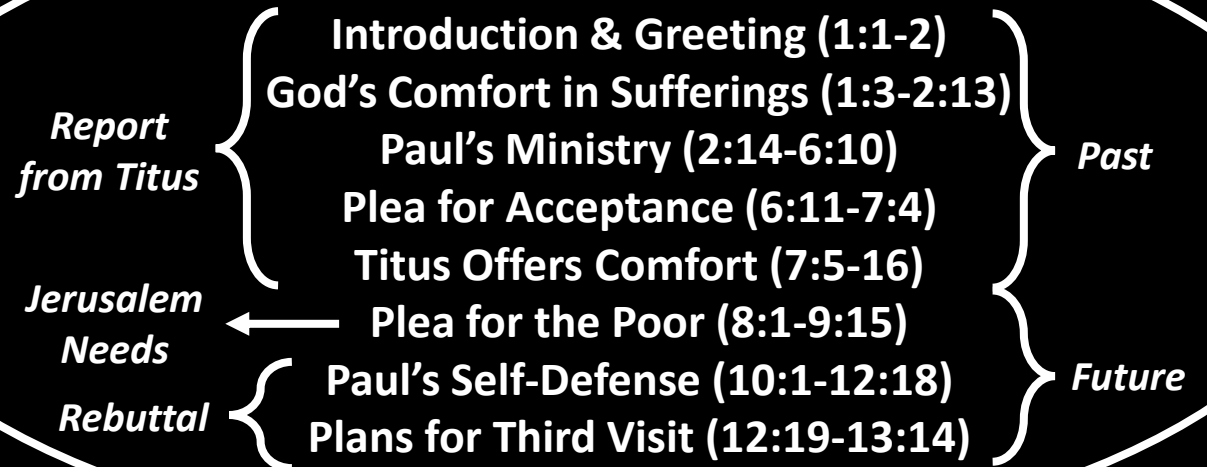 Introduction & Greeting (1:1-2)
God’s Comfort in Sufferings (1:3-2:13)
Report
from Titus
Paul’s Ministry (2:14-6:10)
Past
Plea for Acceptance (6:11-7:4)
Titus Offers Comfort (7:5-16)
Jerusalem
Needs
Plea for the Poor (8:1-9:15)
Paul’s Self-Defense (10:1-12:18)
Future
Rebuttal
Plans for Third Visit (12:19-13:14)